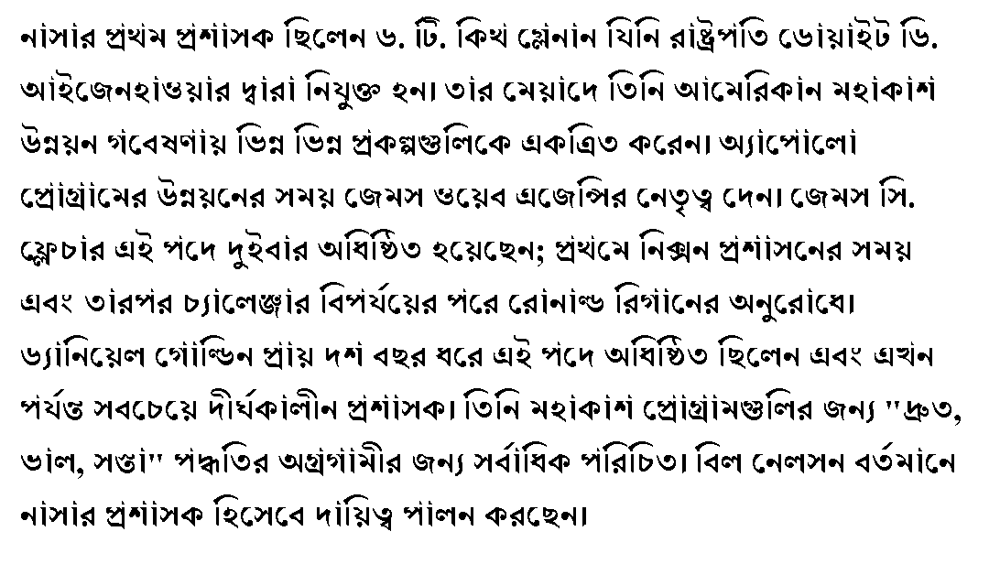 নাসার প্রথম প্রশাসক ছিলেন ড. টি. কিথ গ্লেনান যিনি রাষ্ট্রপতি ডোয়াইট ডি.
আইজেনহাওয়ার দ্বারা নিযুক্ত হন। তার মেয়াদে তিনি আমেরিকান মহাকাশ
উন্নয়ন গবেষণায় ভিন্ন ভিন্ন প্রকল্পগুলিকে একত্রিত করেন। অ্যাপোলো
প্রোগ্রামের উন্নয়নের সময় জেমস ওয়েব এজেন্সির নেতৃত্ব দেন। জেমস সি.
ফ্লেচার এই পদে দুইবার অধিষ্ঠিত হয়েছেন; প্রথমে নিক্সন প্রশাসনের সময়
এবং তারপর চ্যালেঞ্জার বিপর্যয়ের পরে রোনাল্ড রিগানের অনুরোধে।
ড্যানিয়েল গোল্ডিন প্রায় দশ বছর ধরে এই পদে অধিষ্ঠিত ছিলেন এবং এখন
পর্যন্ত সবচেয়ে দীর্ঘকালীন প্রশাসক। তিনি মহাকাশ প্রোগ্রামগুলির জন্য "দ্রুত,
ভাল, সস্তা" পদ্ধতির অগ্রগামীর জন্য সর্বাধিক পরিচিত। বিল নেলসন বর্তমানে
নাসার প্রশাসক হিসেবে দায়িত্ব পালন করছেন।